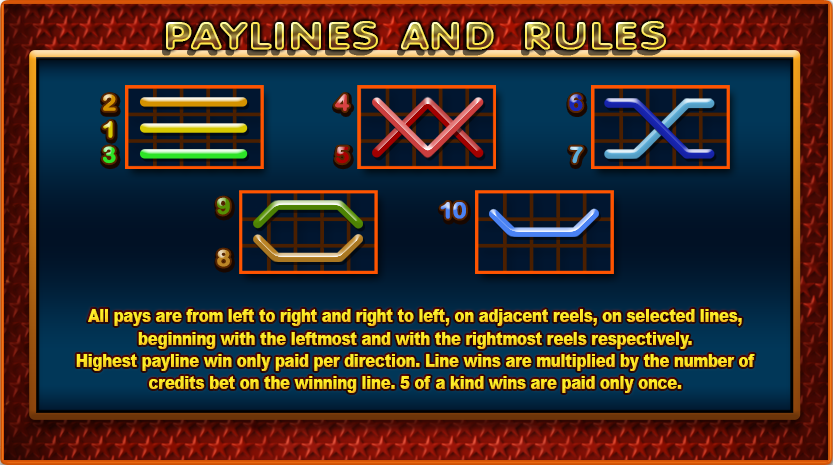 PAYLINES AND RULES
2
1
3
4
5
6
7
9
8
10
All pays are from left to right and right to left, on adjacent reels, on selected lines,
beginning with the leftmost and with the rightmost reels respectively.
Highest payline win only paid per direction. Line wins are multiplied by the number of
credits bet on the winning line. 5 of a kind wins are paid only once.